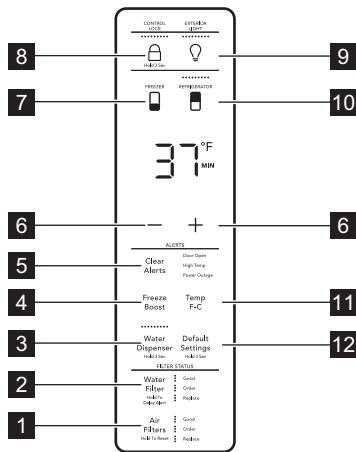 CONTROL LOCK
EXTERIOR LIGHT
8
Hold 3 Sec
9
7
FREEZER
REFRIGERATOR
10
37 °F
MIN
6
−
+
6
ALERTS
5
Clear Alerts
Door Open
High Temp
Power Outage
4
Freeze Boost
Temp F-C
11
3
Water Dispenser
Hold 3 Sec
Default Settings
Hold 3 Sec
12
FILTER STATUS
2
Water Filter
Hold To Delay Alert
Good
Order
Replace
1
Air Filters
Hold To Reset
Good
Order
Replace